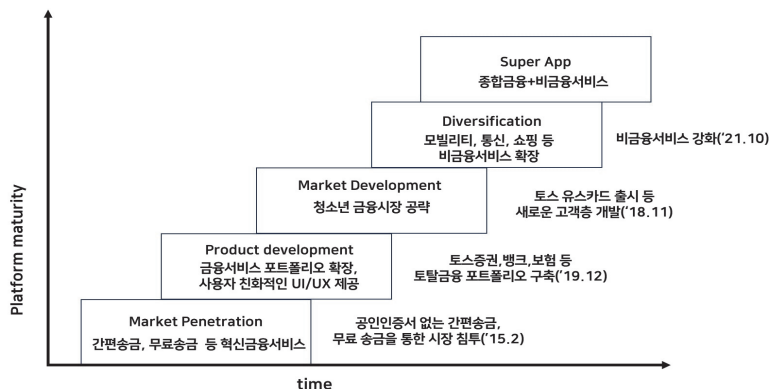 Super App
종합금융+비금융서비스
Diversification
모빌리티, 통신, 쇼핑 등
비금융서비스 확장
비금융서비스 강화('21.10)
Market Development
청소년 금융시장 공략
토스 유스카드 출시 등
새로운 고객층 개발('18.11)
Product development
금융서비스 포트폴리오 확장,
사용자 친화적인 UI/UX 제공
토스증권,뱅크,보험 등
토탈금융 포트폴리오 구축('19.12)
Market Penetration
간편송금, 무료송금 등 혁신금융서비스
공인인증서 없는 간편송금,
무료 송금을 통한 시장 침투('15.2)
Platform maturity
time